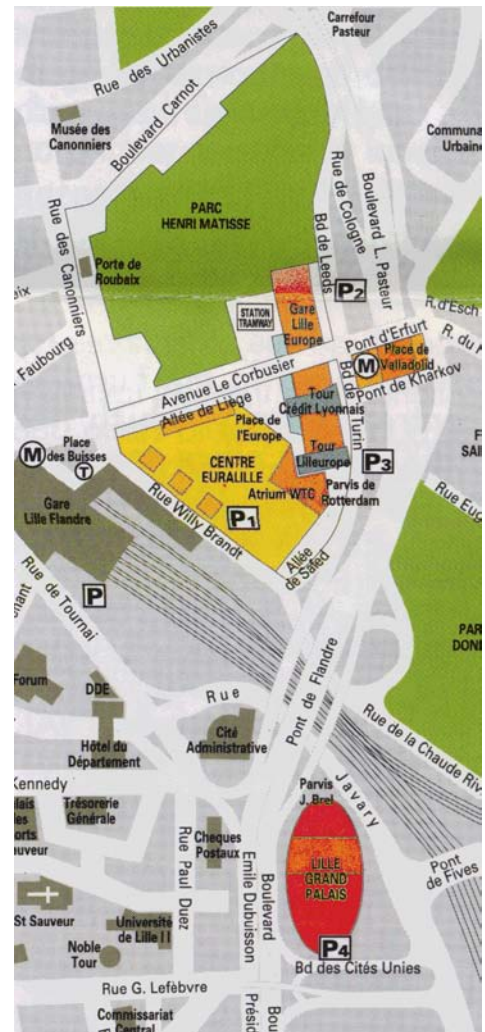 Carrefour
Pasteur
Rue des Urbanistes
Musée des
Canonniers
Boulevard Carnot
Communa
Urbaine
Rue des Canonniers
PARC
HENRI MATISSE
Rue de Cologne
Boulevard L. Pasteur
Bd de Leeds
Porte de
Roubaix
P2
STATION
TRAMWAY
Gare
Lille
Europe
R. d'Esch
Faubourg
Pont d'Erfurt
Avenue Le Corbusier
M
Place de
Valladolid
Pont de Kharkov
Allée de Liège
Bd de Turin
Tour
Crédit Lyonnais
Place de
l'Europe
M
Place
des Buisses
T
CENTRE
EURALILLE
Tour
Lilleurope
P3
Gare
Lille Flandre
Atrium WTC
Parvis de
Rotterdam
P1
Rue Willy Brandt
Rue Eug
Allée
de Safed
P
Rue de Tournai
PAR
DON
Forum
DDE
Rue
Javary
Pont de Flandre
Cité
Administrative
Hôtel du
Département
Rue de la Chaude Riv
Kennedy
Parvis
J. Brel
Trésorerie
Générale
Cheques
Postaux
Rue Paul Duez
LILLE
GRAND
PALAIS
Pont
de Fives
Boulevard
Emile Dubuisson
St Sauveur
Université
de Lille II
Noble
Tour
P4
Bd des Cités Unies
Rue G. Lefèbvre
Commissariat
Central
Présid
Bou